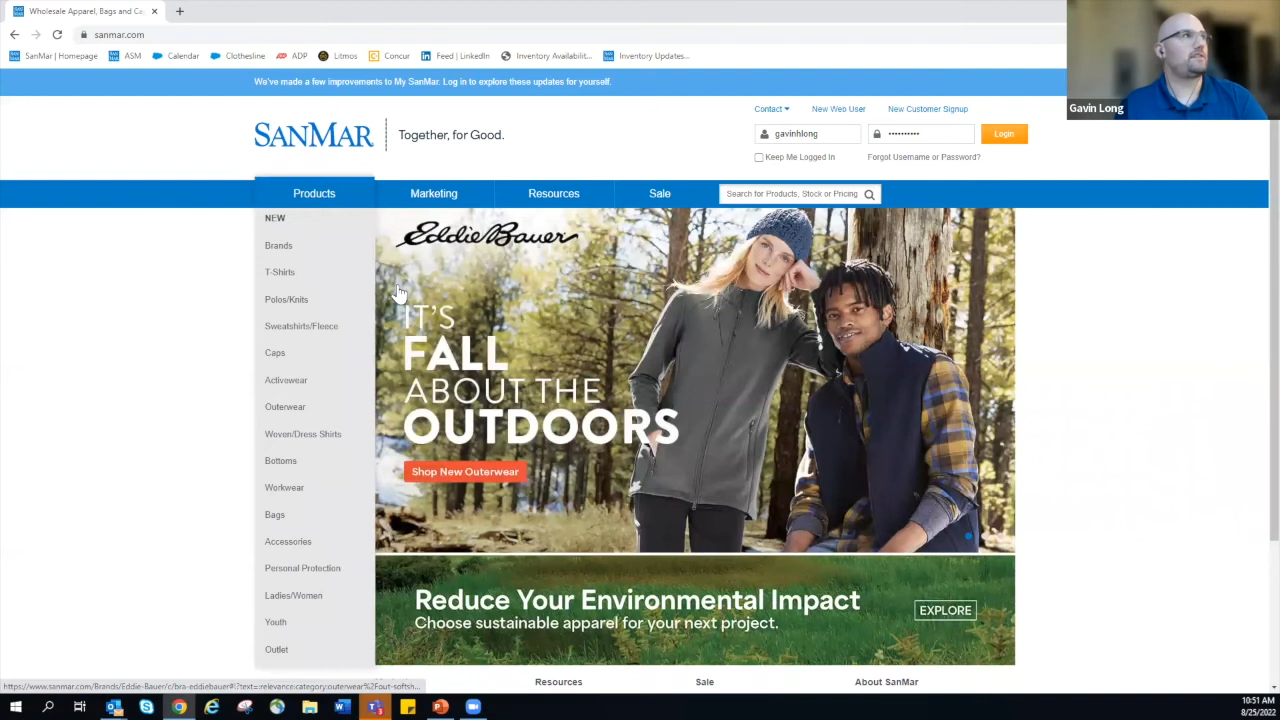 Wholesale Apparel, Bags and Ca
sanmar.com
SanMar | Homepage
ASM
Calendar
Clothesline
ADP
Litmos
Concur
Feed | LinkedIn
Inventory Availabilit...
Inventory Updates...
Gavin Long
We've made a few improvements to My SanMar. Log in to explore these updates for yourself.
SANMAR
Together, for Good.
Contact
New Web User
New Customer Signup
gavinhlong
Login
Keep Me Logged In
Forgot Username or Password?
Products
Marketing
Resources
Sale
Search for Products, Stock or Pricing
NEW
Brands
T-Shirts
Polos/Knits
Sweatshirts/Fleece
Caps
Activewear
Outerwear
Woven/Dress Shirts
Bottoms
Workwear
Bags
Accessories
Personal Protection
Ladies/Women
Youth
Outlet
Eddie Bauer
IT'S
FALL
ABOUT THE
OUTDOORS
Shop New Outerwear
Reduce Your Environmental Impact
Choose sustainable apparel for your next project.
EXPLORE
Resources
Sale
About SanMar
https://www.sanmar.com/Brands/Eddie-Bauer/c/bra-eddiebauer#\?text=:relevance:category:outerwear%2Fout-softsh...
10:51 AM
8/25/2022